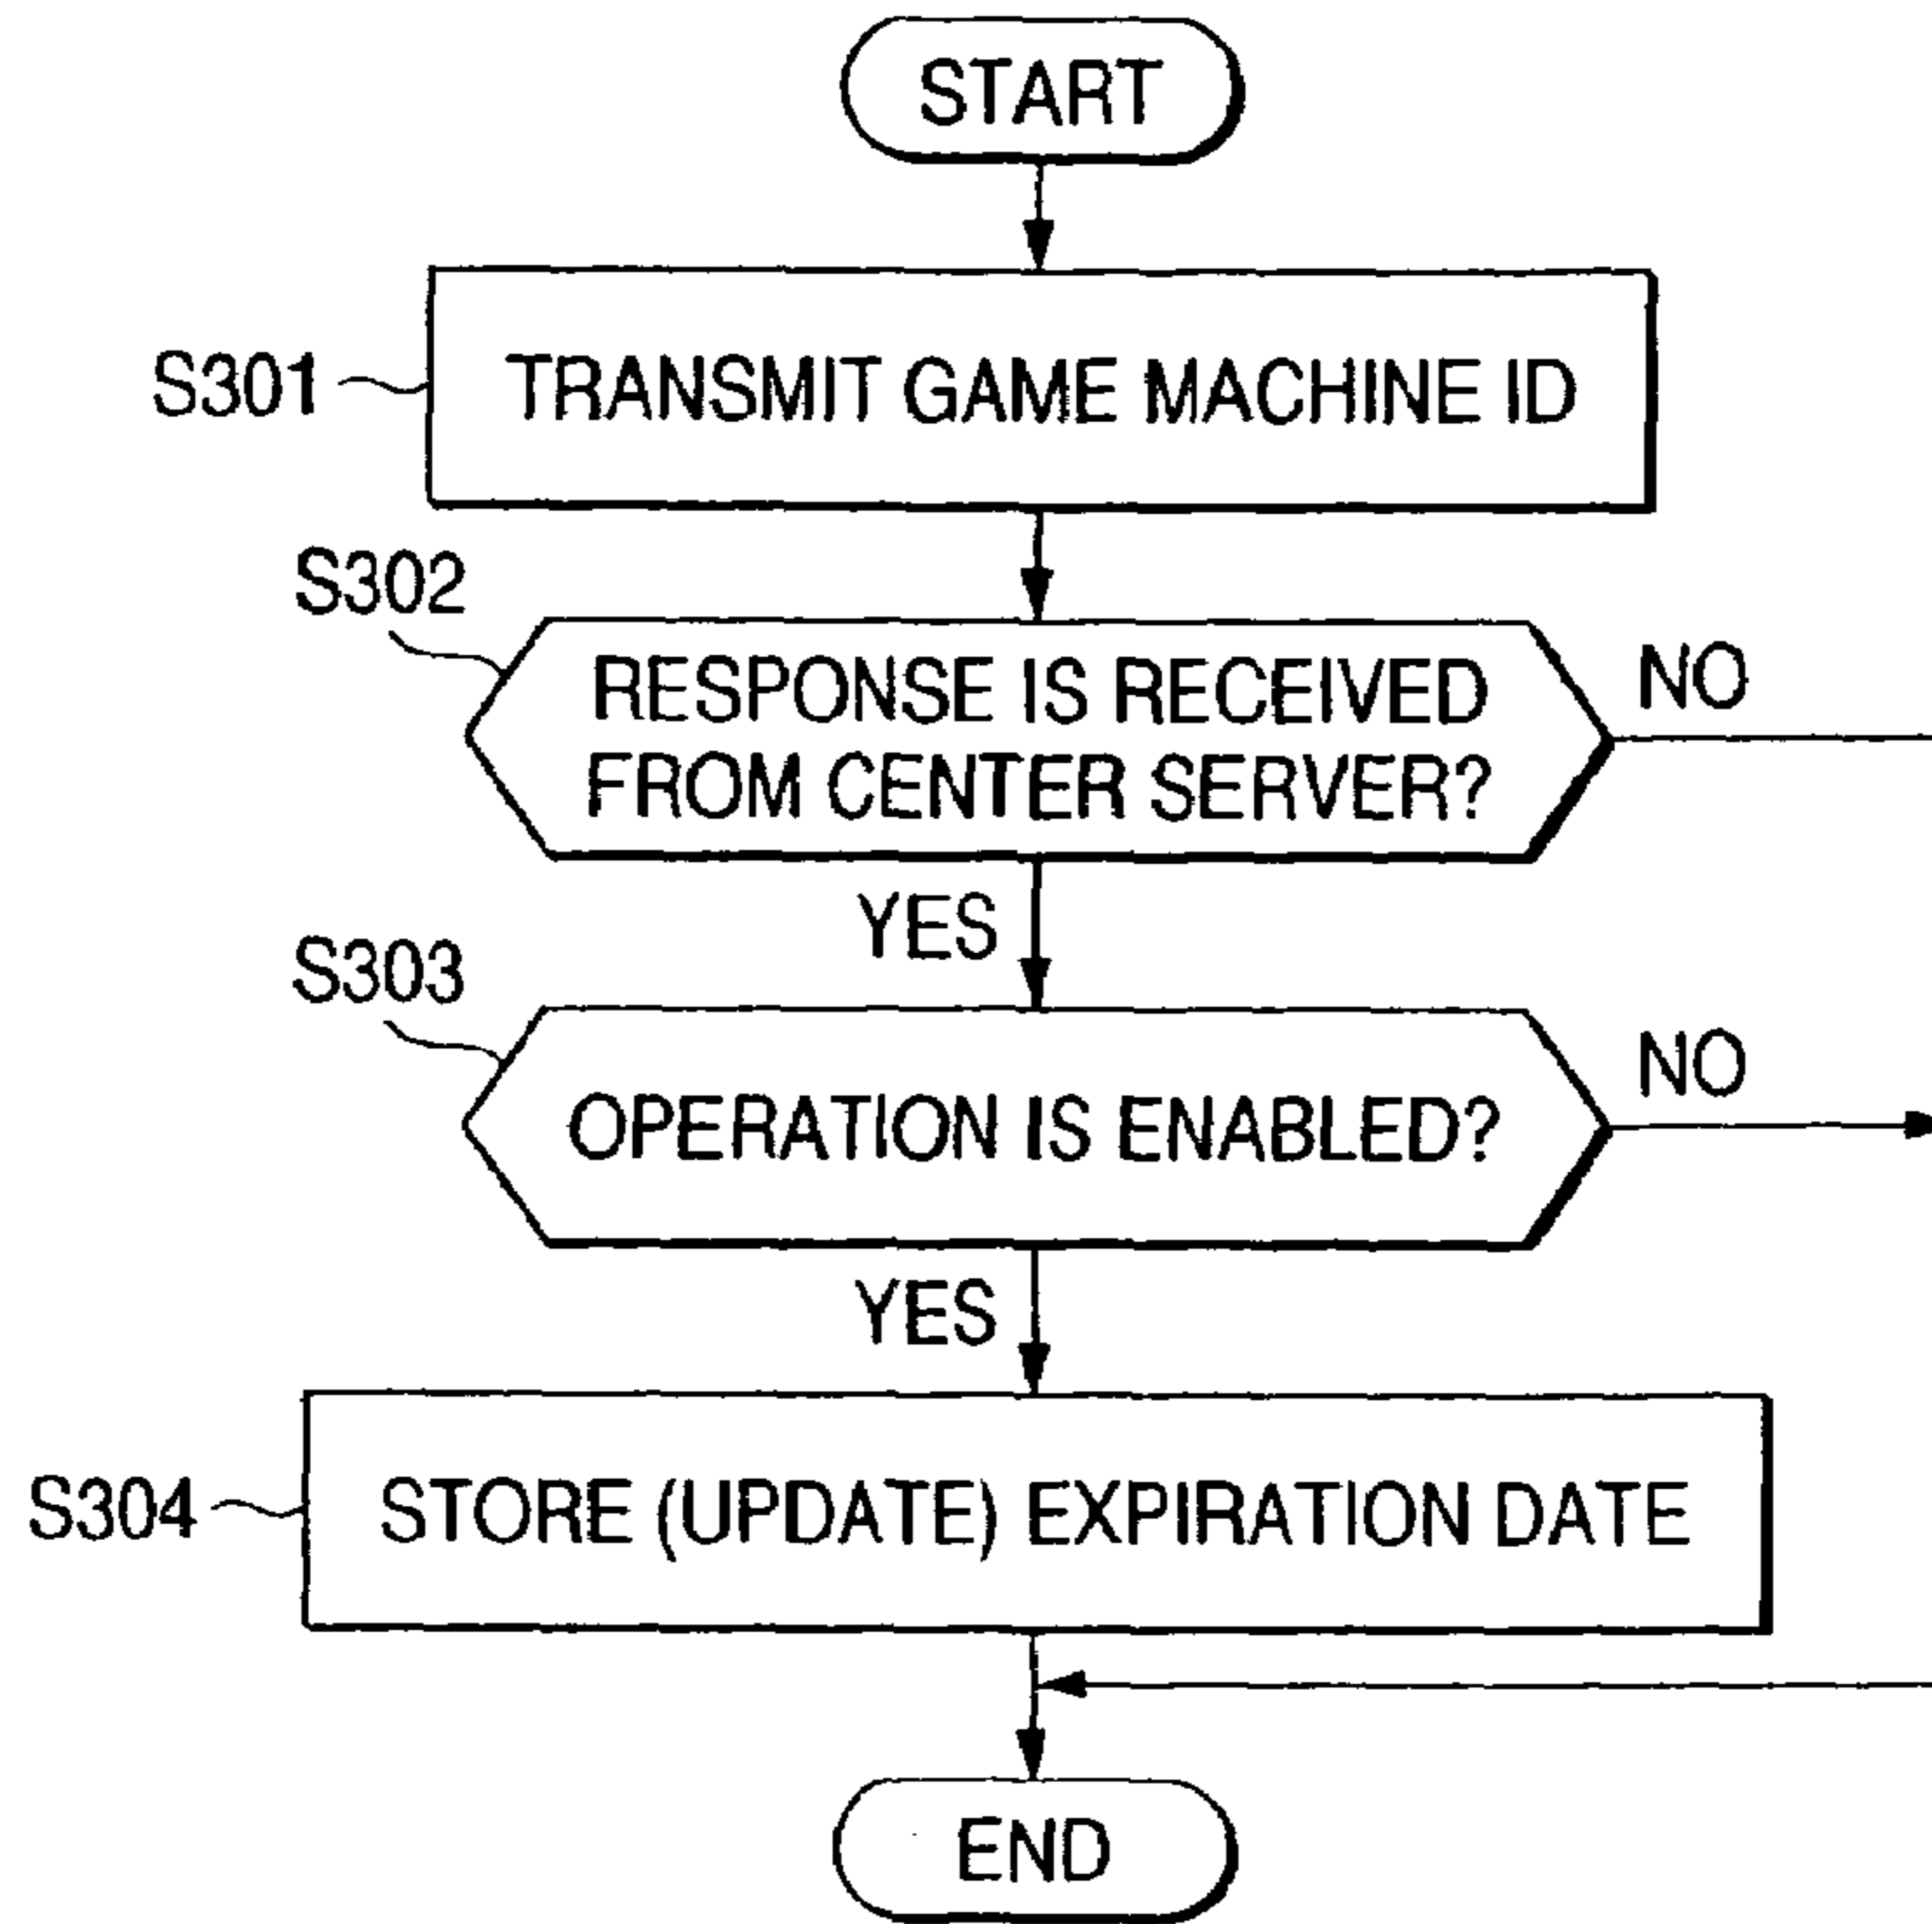 START
S301
TRANSMIT GAME MACHINE ID
S302
RESPONSE IS RECEIVED
FROM CENTER SERVER?
NO
YES
S303
OPERATION IS ENABLED?
NO
YES
S304
STORE (UPDATE) EXPIRATION DATE
END